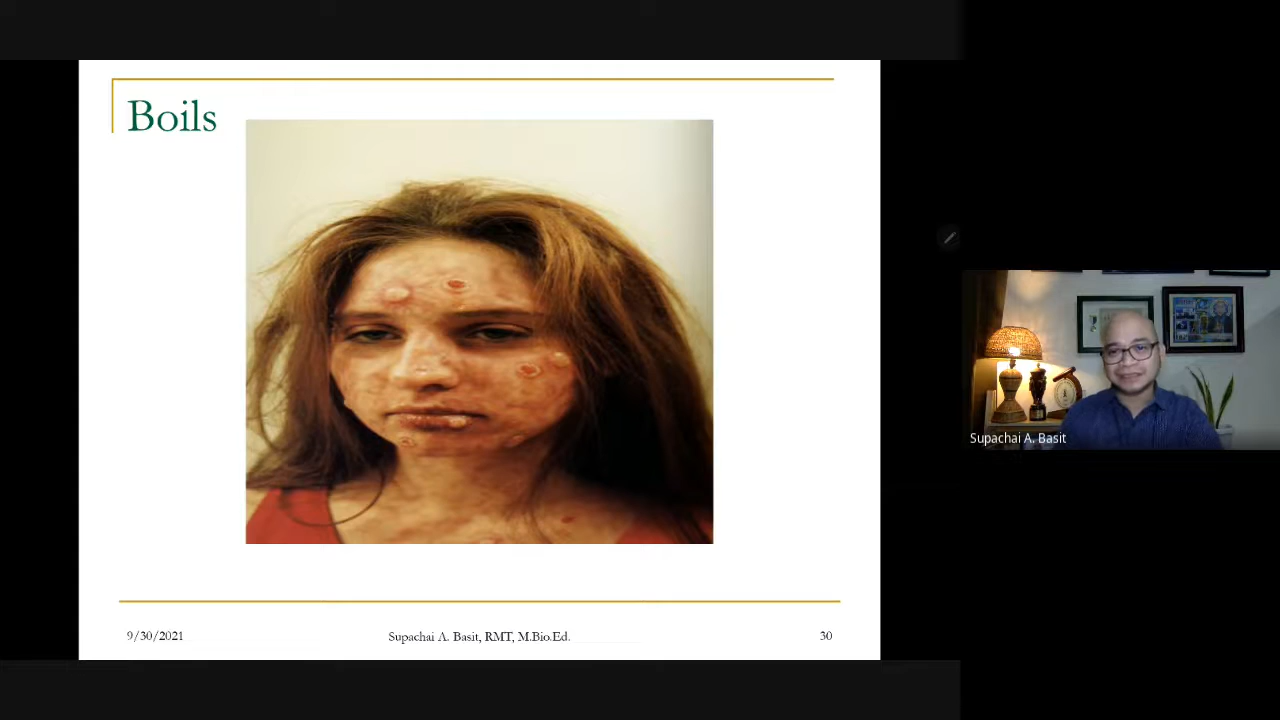 Boils
Supachai A. Basit
9/30/2021
Supachai A. Basit, RMT, M.Bio.Ed.
30